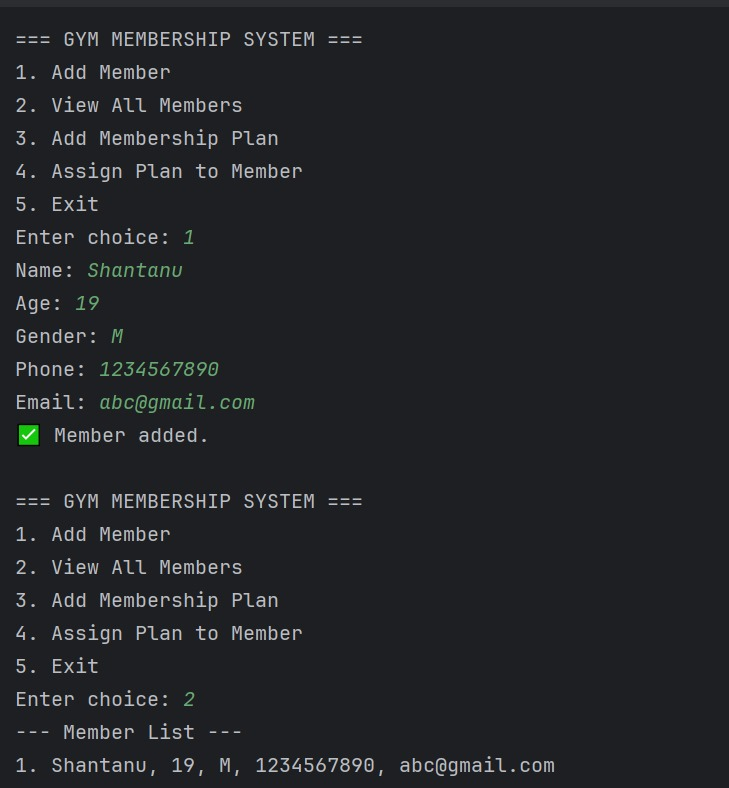 === GYM MEMBERSHIP SYSTEM ===
1. Add Member
2. View All Members
3. Add Membership Plan
4. Assign Plan to Member
5. Exit
Enter choice: 1
Name: Shantanu
Age: 19
Gender: M
Phone: 1234567890
Email: abc@gmail.com
✅ Member added.
=== GYM MEMBERSHIP SYSTEM ===
1. Add Member
2. View All Members
3. Add Membership Plan
4. Assign Plan to Member
5. Exit
Enter choice: 2
--- Member List ---
1. Shantanu, 19, M, 1234567890, abc@gmail.com